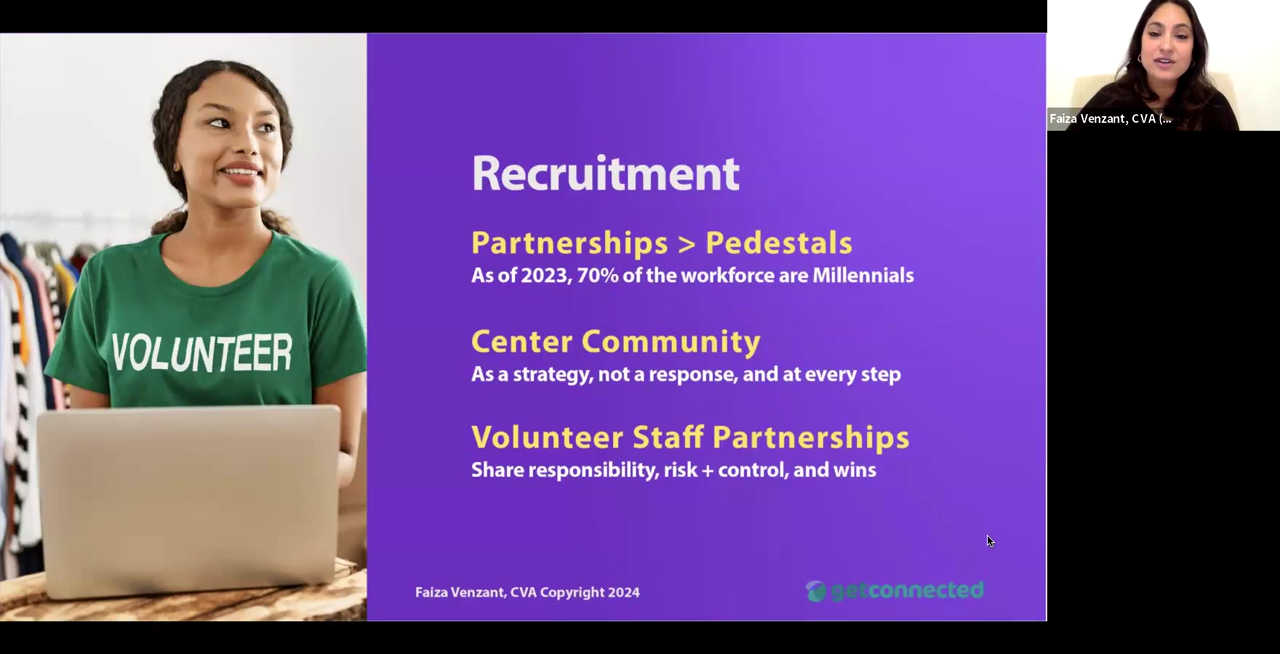 Faiza Venzant, CVA (...
VOLUNTEER
Recruitment
Partnerships > Pedestals
As of 2023, 70% of the workforce are Millennials
Center Community
As a strategy, not a response, and at every step
Volunteer Staff Partnerships
Share responsibility, risk + control, and wins
Faiza Venzant, CVA Copyright 2024
getconnected